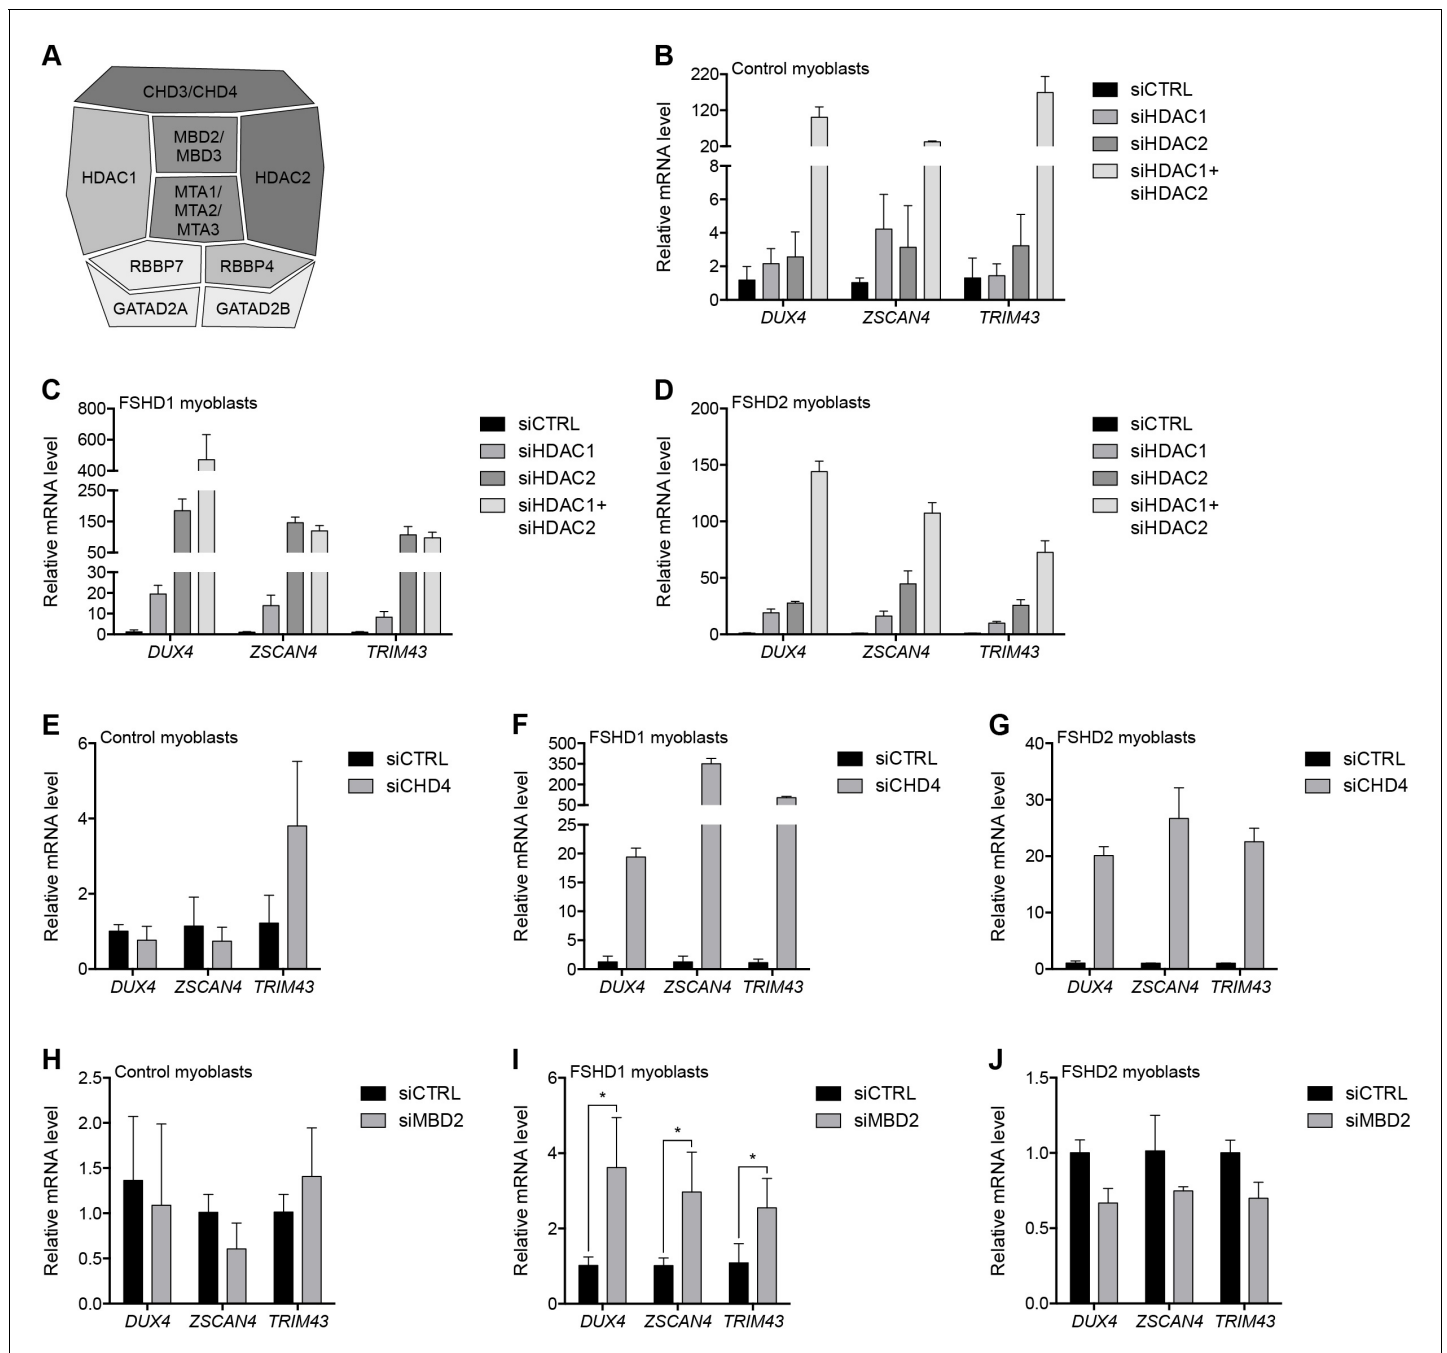 A
CHD3/CHD4
MBD2/
MBD3
HDAC1
HDAC2
MTA1/
MTA2/
MTA3
RBBP7
RBBP4
GATAD2A
GATAD2B
B
Control myoblasts
Relative mRNA level
220
120
20
8
6
4
2
0
DUX4
ZSCAN4
TRIM43
siCTRL
siHDAC1
siHDAC2
siHDAC1+
siHDAC2
C
FSHD1 myoblasts
Relative mRNA level
800
600
400
250
150
50
30
20
10
0
DUX4
ZSCAN4
TRIM43
siCTRL
siHDAC1
siHDAC2
siHDAC1+
siHDAC2
D
FSHD2 myoblasts
Relative mRNA level
200
150
100
50
0
DUX4
ZSCAN4
TRIM43
siCTRL
siHDAC1
siHDAC2
siHDAC1+
siHDAC2
E
Control myoblasts
Relative mRNA level
6
4
2
0
DUX4
ZSCAN4
TRIM43
siCTRL
siCHD4
F
FSHD1 myoblasts
Relative mRNA level
500
350
200
50
25
20
15
10
5
0
DUX4
ZSCAN4
TRIM43
siCTRL
siCHD4
G
FSHD2 myoblasts
Relative mRNA level
40
30
20
10
0
DUX4
ZSCAN4
TRIM43
siCTRL
siCHD4
H
Control myoblasts
Relative mRNA level
2.5
2.0
1.5
1.0
0.5
0.0
DUX4
ZSCAN4
TRIM43
siCTRL
siMBD2
I
FSHD1 myoblasts
Relative mRNA level
6
4
2
0
*
*
*
DUX4
ZSCAN4
TRIM43
siCTRL
siMBD2
J
FSHD2 myoblasts
Relative mRNA level
1.5
1.0
0.5
0.0
DUX4
ZSCAN4
TRIM43
siCTRL
siMBD2